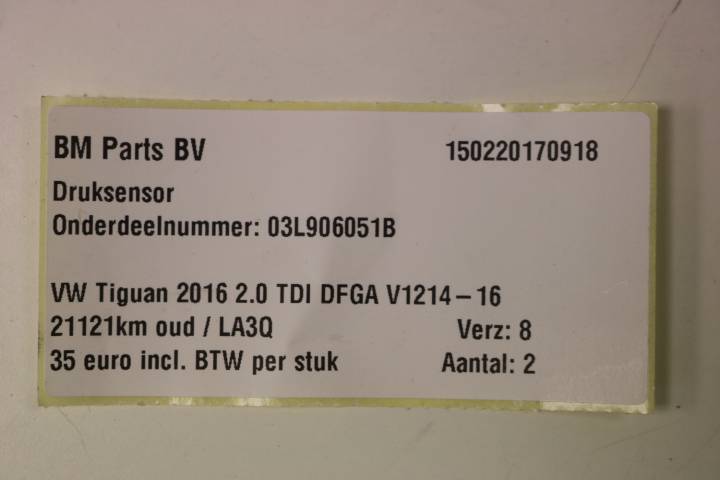 BM Parts BV 150220170918
Druksensor
Onderdeelnummer: 03L906051B
VW Tiguan 2016 2.0 TDI DFGA V1214-16
21121km oud / LA3Q Verz: 8
35 euro incl. BTW per stuk Aantal: 2